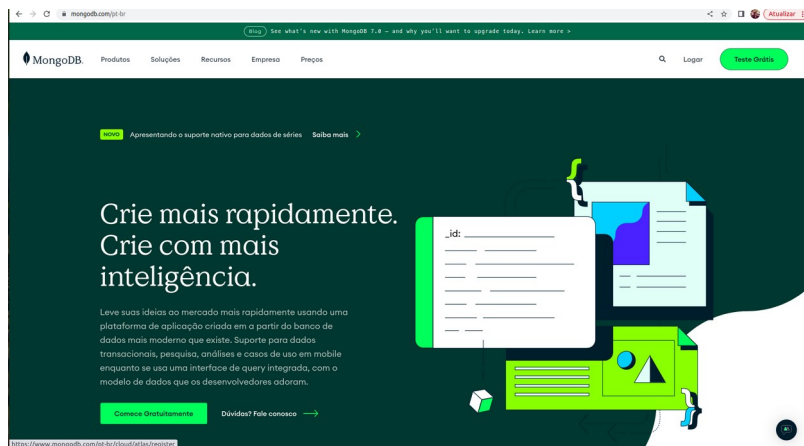 mongodb.com/pt-br
Atualizar
Blog See what's new with MongoDB 7.0 — and why you'll want to upgrade today. Learn more >
MongoDB. Produtos Soluções Recursos Empresa Preços Logar Teste Grátis
NOVO Apresentando o suporte nativo para dados de séries Saiba mais >
Crie mais rapidamente.
Crie com mais
inteligência.
_id:
Leve suas ideias ao mercado mais rapidamente usando uma
plataforma de aplicação criada em a partir do banco de
dados mais moderno que existe. Suporte para dados
transacionais, pesquisa, análises e casos de uso em mobile
enquanto se usa uma interface de query integrada, com o
modelo de dados que os desenvolvedores adoram.
Comece Gratuitamente Dúvidas? Fale conosco
https://www.mongodb.com/pt-br/cloud/atlas/register